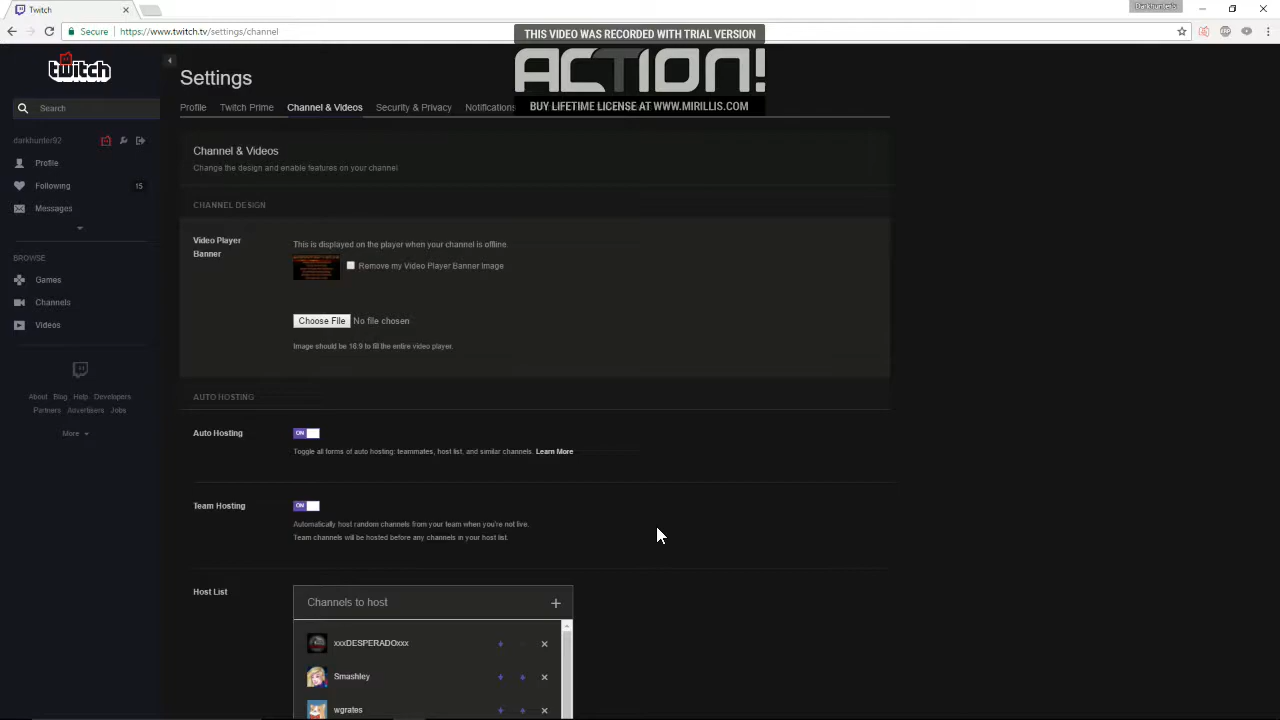 Twitch
Darkhunter92
Secure
https://www.twitch.tv/settings/channel
THIS VIDEO WAS RECORDED WITH TRIAL VERSION
ACTION!
BUY LIFETIME LICENSE AT WWW.MIRILLIS.COM
twitch
Search
darkhunter92
Profile
Following 15
Messages
BROWSE
Games
Channels
Videos
About Blog Help Developers
Partners Advertisers Jobs
More
Settings
Profile Twitch Prime Channel & Videos Security & Privacy Notifications
Channel & Videos
Change the design and enable features on your channel
CHANNEL DESIGN
Video Player
Banner
This is displayed on the player when your channel is offline.
Remove my Video Player Banner Image
Choose File No file chosen
Image should be 16:9 to fill the entire video player.
AUTO HOSTING
Auto Hosting
ON
Toggle all forms of auto hosting: teammates, host list, and similar channels. Learn More
Team Hosting
ON
Automatically host random channels from your team when you're not live.
Team channels will be hosted before any channels in your host list.
Host List
Channels to host
xxxDESPERADOxxx
Smashley
wgrates